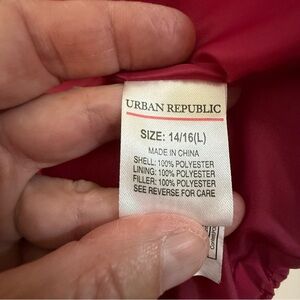 URBAN REPUBLIC
SIZE: 14/16(L)
MADE IN CHINA
SHELL: 100% POLYESTER
LINING: 100% POLYESTER
FILLER: 100% POLYESTER
SEE REVERSE FOR CARE